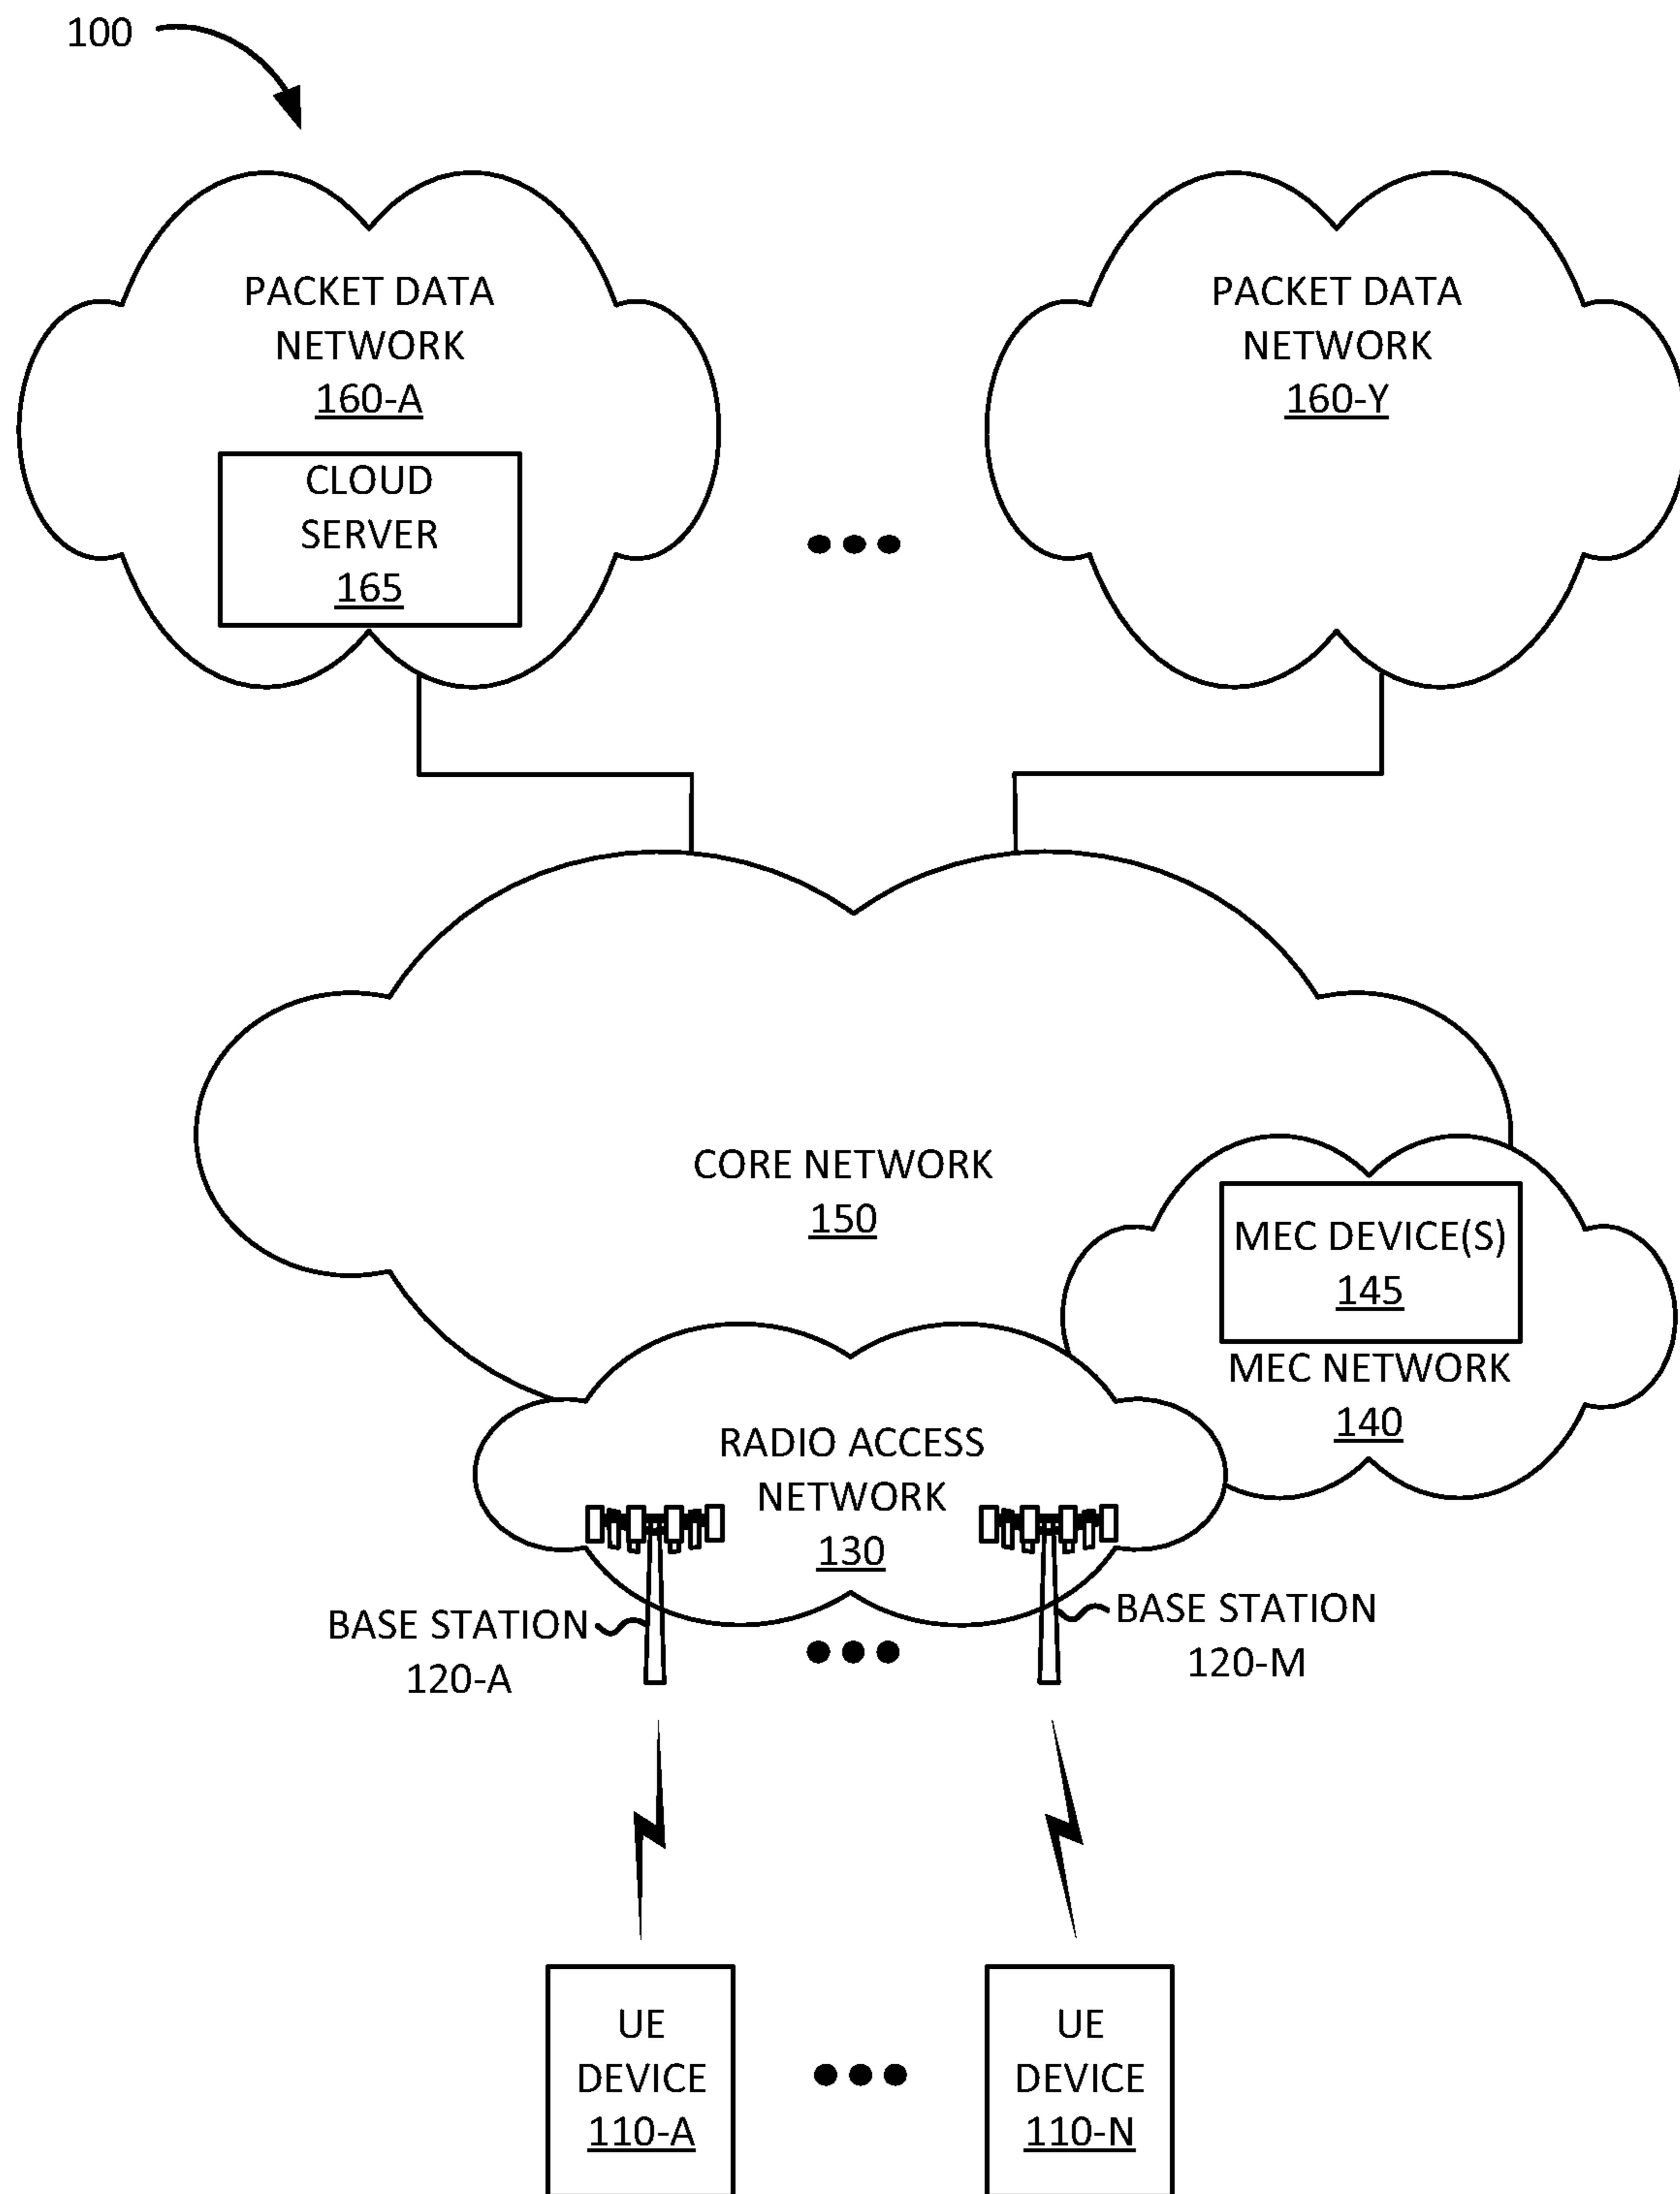 100
PACKET DATA
NETWORK
160-A
CLOUD
SERVER
165
PACKET DATA
NETWORK
160-Y
CORE NETWORK
150
MEC DEVICE(S)
145
MEC NETWORK
140
RADIO ACCESS
NETWORK
130
BASE STATION
120-A
BASE STATION
120-M
UE
DEVICE
110-A
UE
DEVICE
110-N